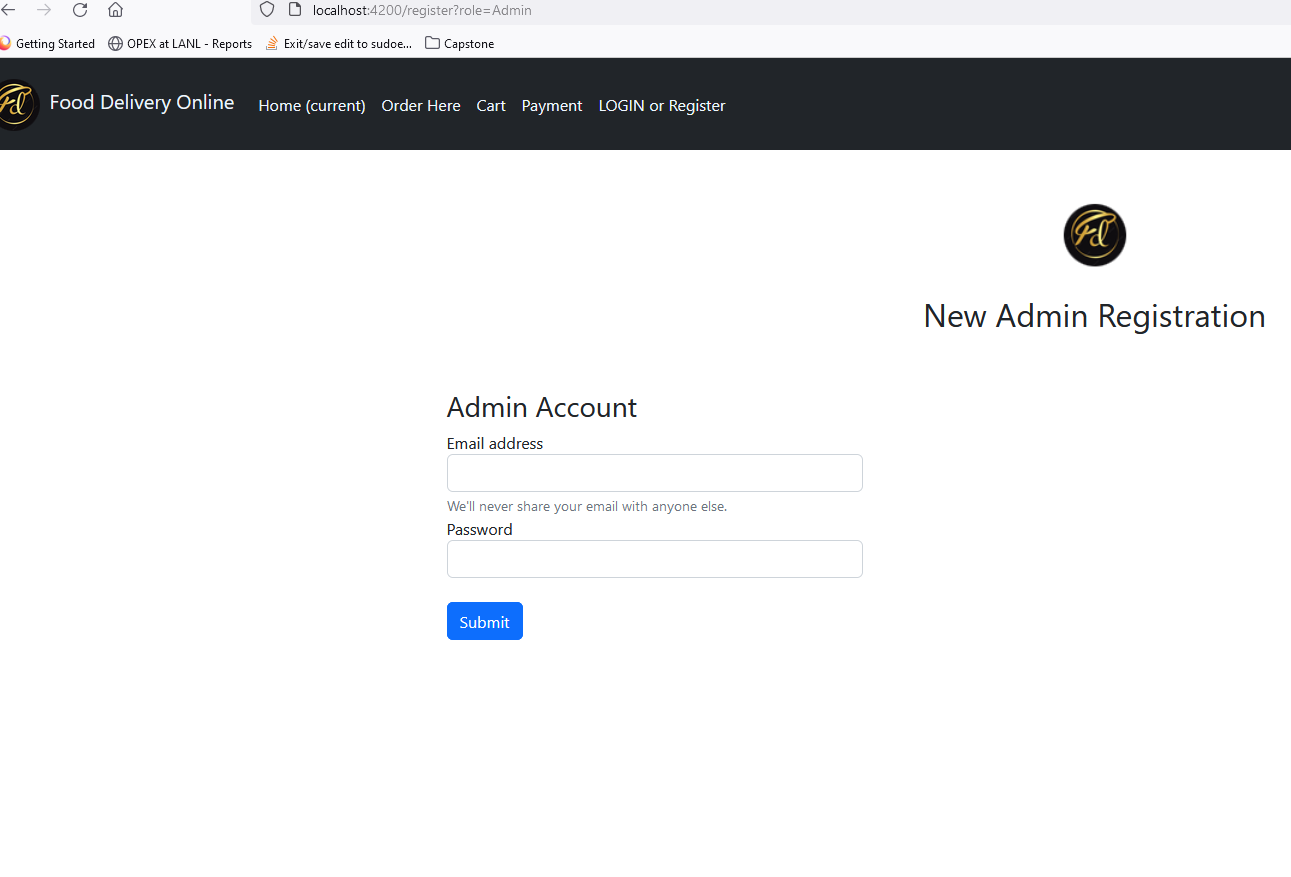 localhost:4200/register?role=Admin
Getting Started OPEX at LANL - Reports Exit/save edit to sudoe... Capstone
Fd Food Delivery Online Home (current) Order Here Cart Payment LOGIN or Register
Fd
New Admin Registration
Admin Account
Email address
We'll never share your email with anyone else.
Password
Submit